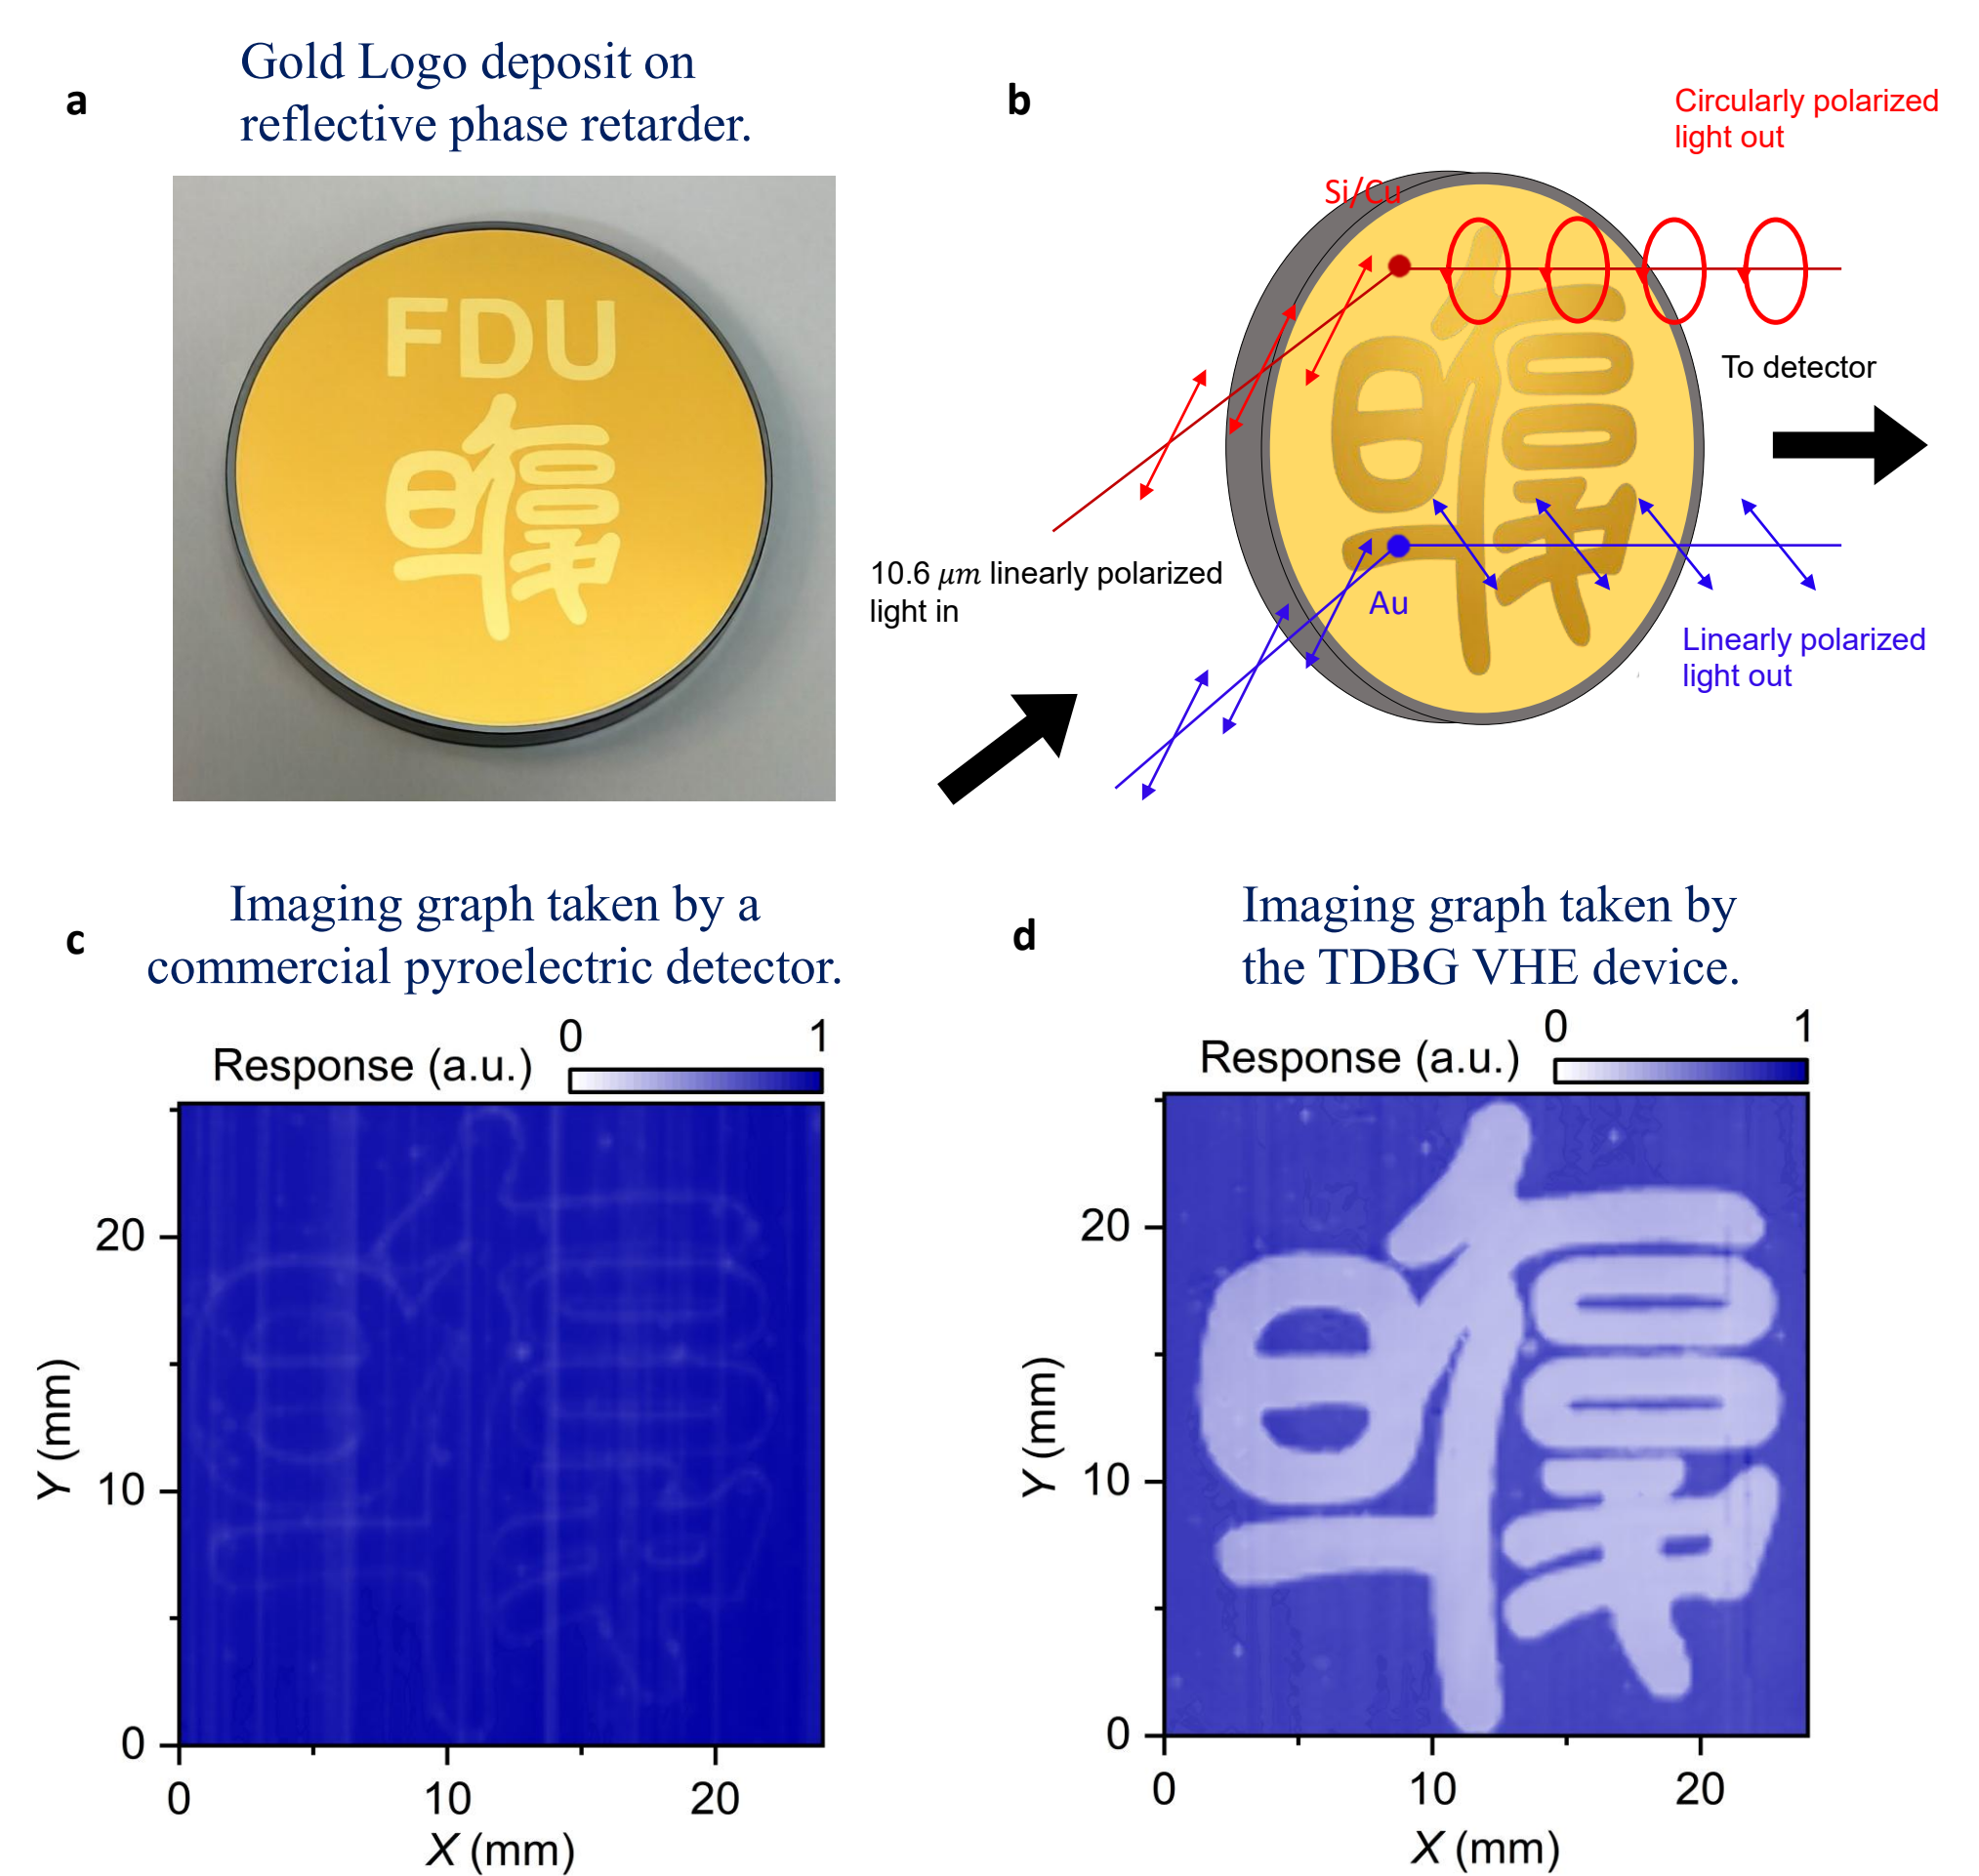 a
Gold Logo deposit on
reflective phase retarder.
FDU
b
Circularly polarized
light out
Si/Cu
To detector
10.6 μm linearly polarized
light in
Au
Linearly polarized
light out
c
Imaging graph taken by a
commercial pyroelectric detector.
Response (a.u.)
0
1
Y (mm)
20
10
0
0
10
20
X (mm)
d
Imaging graph taken by
the TDBG VHE device.
Response (a.u.)
0
1
Y (mm)
20
10
0
0
10
20
X (mm)